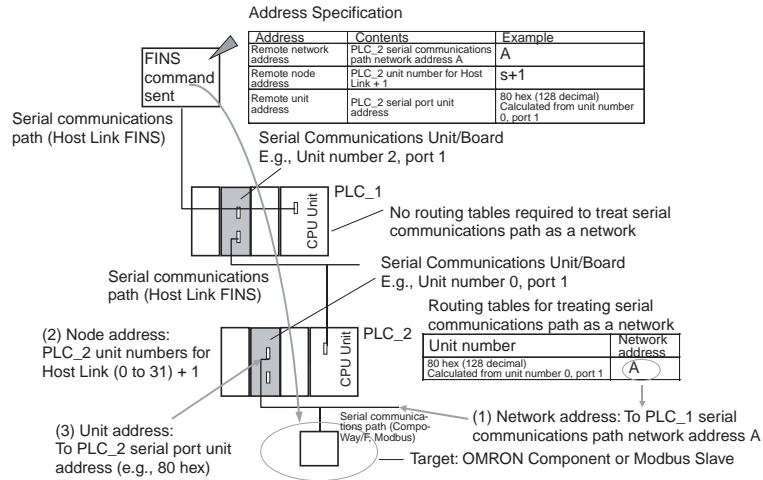 Address Specification
Address Contents Example
Remote network
address
PLC_2 serial communications
path network address A
A
Remote node
address
PLC_2 unit number for Host
Link + 1
s+1
Remote unit
address
PLC_2 serial port unit
address
80 hex (128 decimal)
Calculated from unit number
0, port 1
FINS
command
sent
Serial communications
path (Host Link FINS)
Serial Communications Unit/Board
E.g., Unit number 2, port 1
PLC_1
CPU Unit
No routing tables required to treat serial
communications path as a network
Serial communications
path (Host Link FINS)
Serial Communications Unit/Board
E.g., Unit number 0, port 1
Routing tables for treating serial
communications path as a network
Unit number
Network
address
80 hex (128 decimal)
Calculated from unit number 0, port 1
A
PLC_2
CPU Unit
(2) Node address:
PLC_2 unit numbers for
Host Link (0 to 31) + 1
(3) Unit address:
To PLC_2 serial port unit
address (e.g., 80 hex)
Serial communica-
tions path (Compo-
Way/F, Modbus)
(1) Network address: To PLC_1 serial
communications path network address A
Target: OMRON Component or Modbus Slave